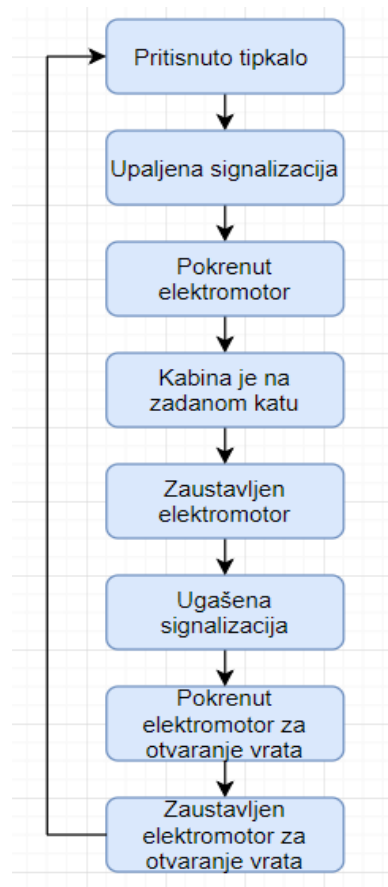 Pritisnuto tipkalo
Upaljena signalizacija
Pokrenut
elektromotor
Kabina je na
zadanom katu
Zaustavljen
elektromotor
Ugašena
signalizacija
Pokrenut
elektromotor za
otvaranje vrata
Zaustavljen
elektromotor za
otvaranje vrata